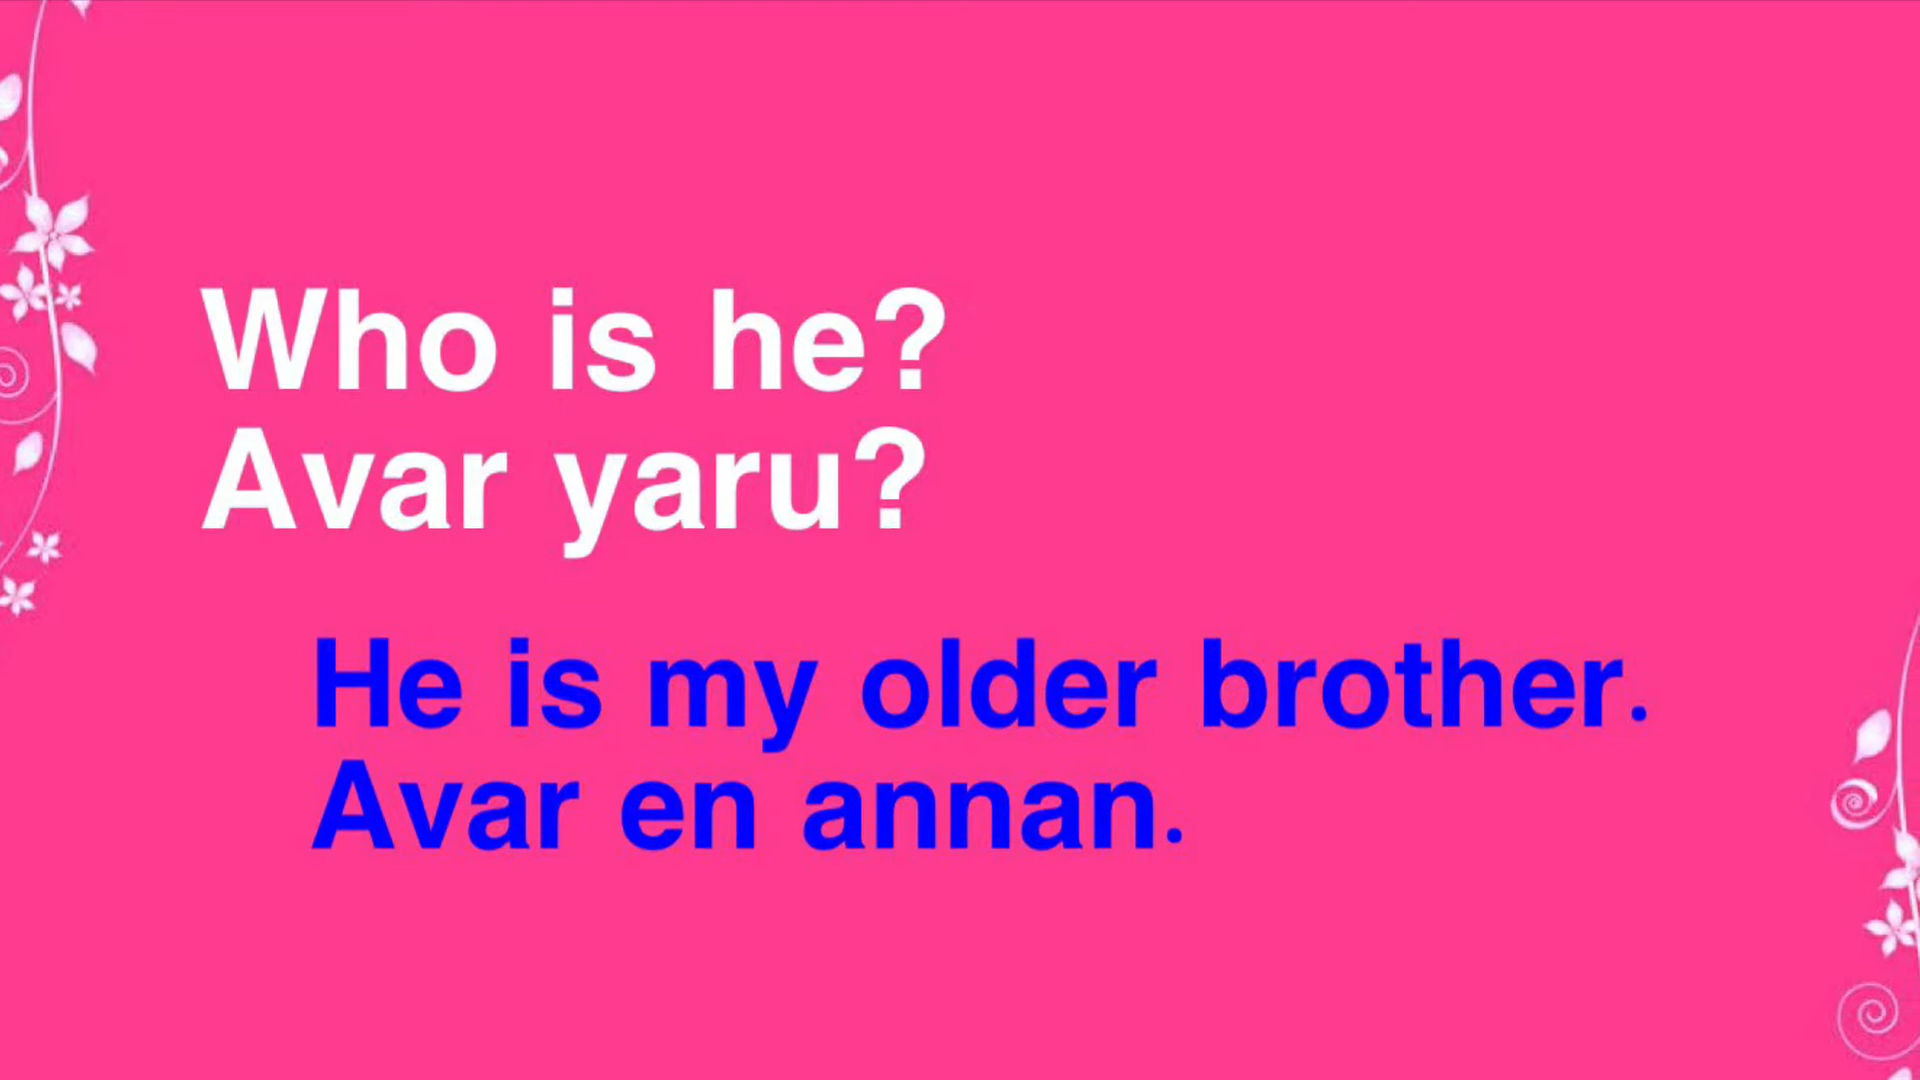 Who is he?
Avar yaru?
He is my older brother.
Avar en annan.